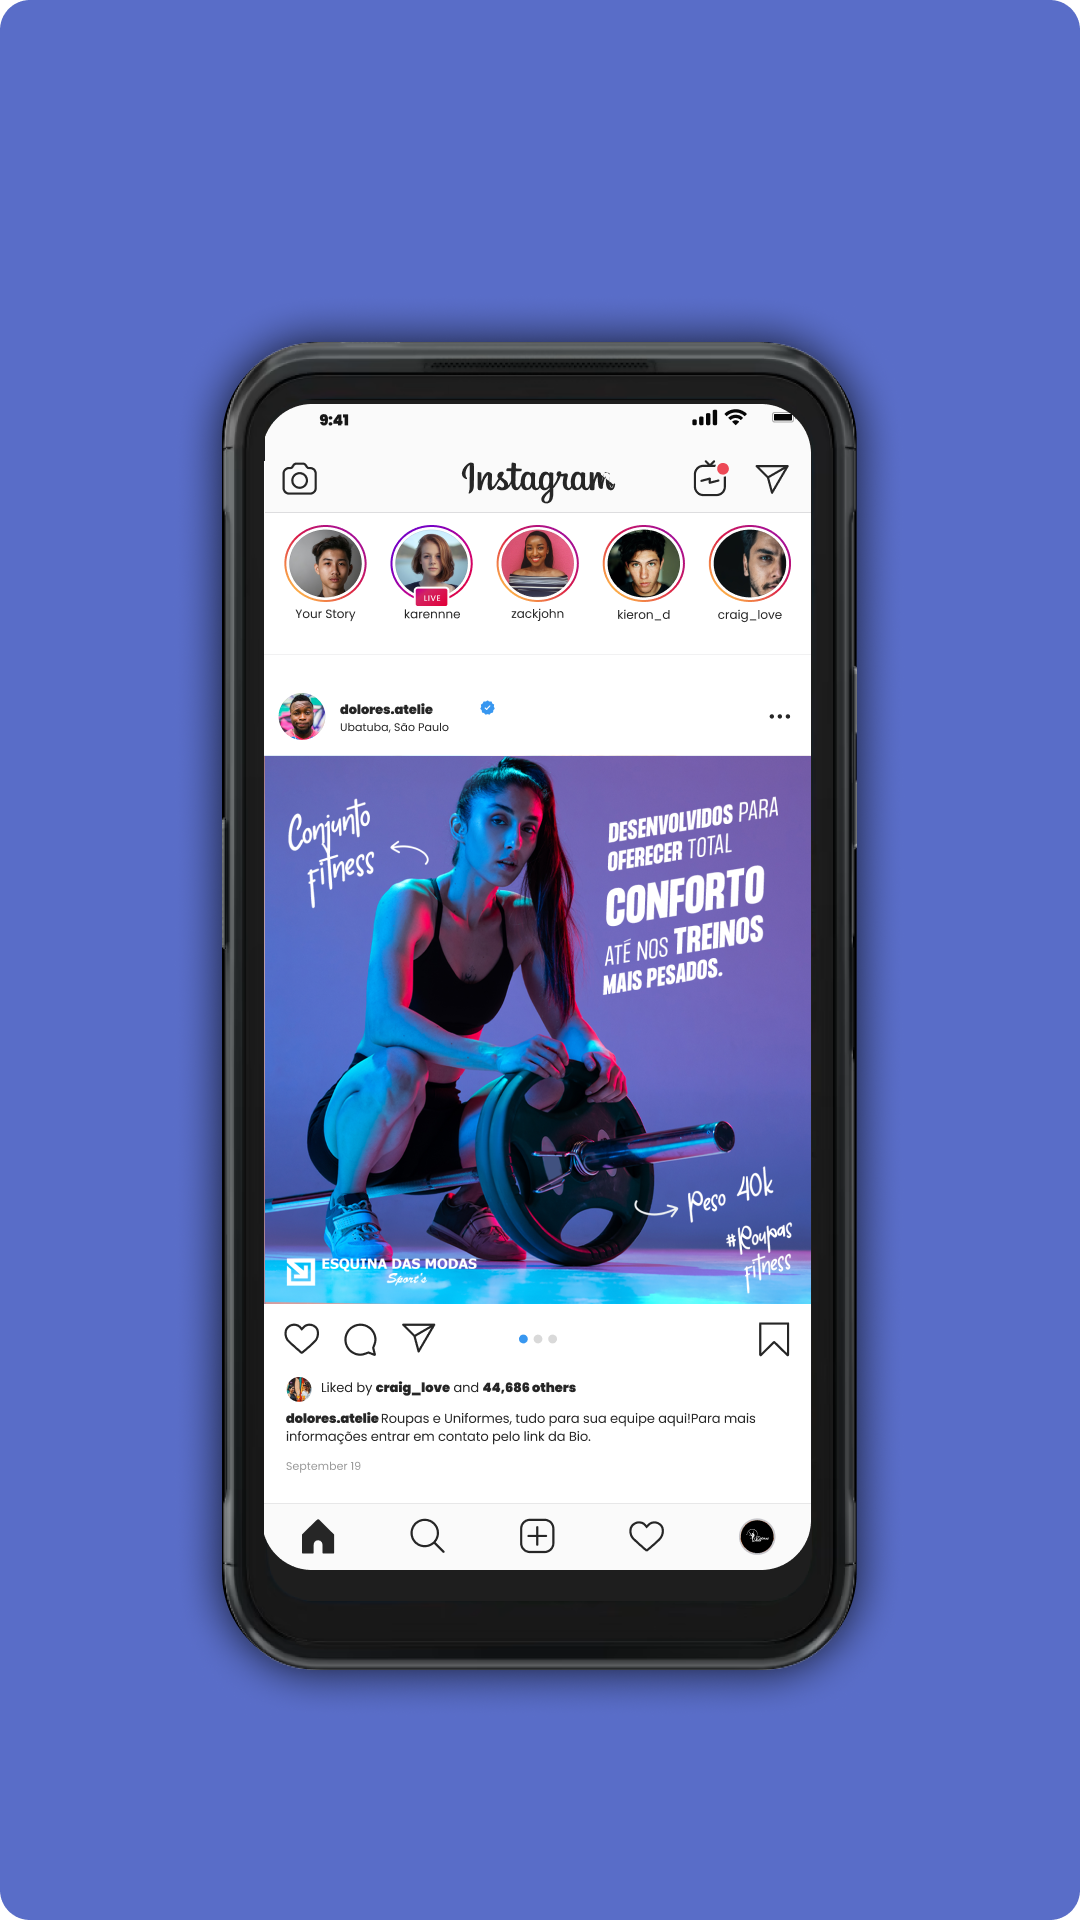 9:41
Instagram
LIVE
Your Story
karennne
zackjohn
kieron_d
craig_love
dolores.atelie
Ubatuba, São Paulo
Conjunto
Fitness
DESENVOLVIDOS PARA
OFERECER TOTAL
CONFORTO
ATÉ NOS TREINOS
MAIS PESADOS.
Peso 40k
#Roupas
fitness
ESQUINA DAS MODAS
Sport's
Liked by craig_love and 44,686 others
dolores.atelie Roupas e Uniformes, tudo para sua equipe aqui!Para mais
informações entrar em contato pelo link da Bio.
September 19